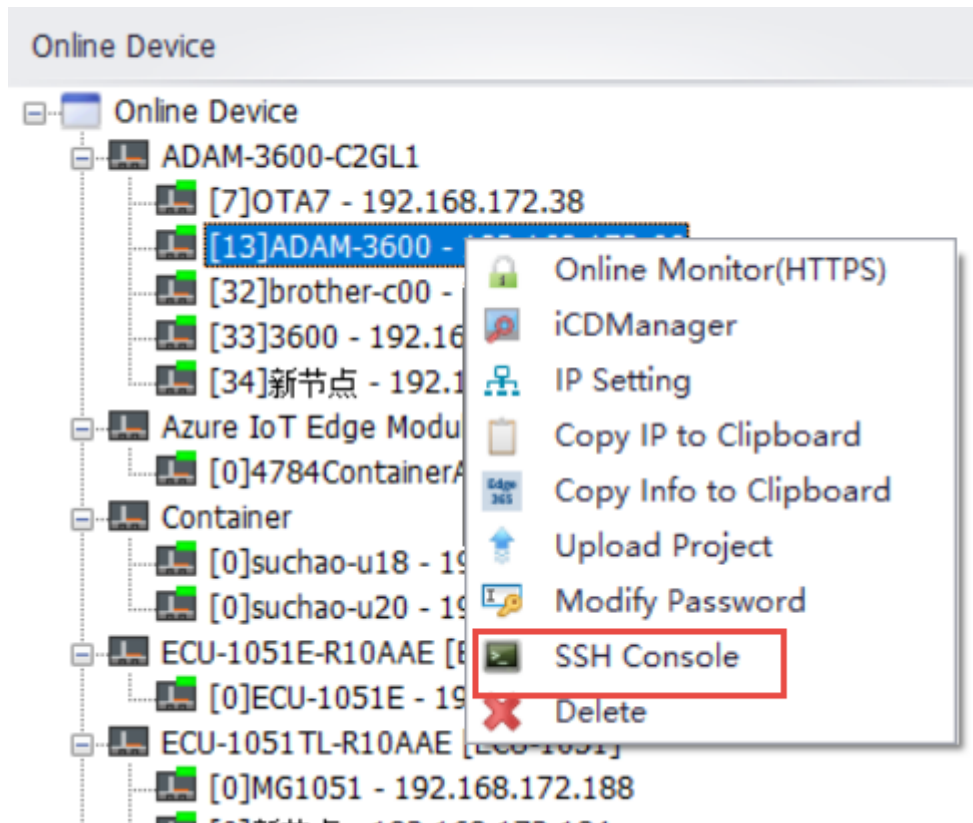 Online Device
Online Device
ADAM-3600-C2GL1
[7]OTA7 - 192.168.172.38
[13]ADAM-3600 -
[32]brother-c00 -
[33]3600 - 192.16
[34]新节点 - 192.1
Azure IoT Edge Modu
[0]4784Container
Container
[0]suchao-u18 - 19
[0]suchao-u20 - 19
ECU-1051E-R10AAE [E
[0]ECU-1051E - 19
ECU-1051TL-R10AAE [ECU-1051]
[0]MG1051 - 192.168.172.188
Online Monitor(HTTPS)
iCDManager
IP Setting
Copy IP to Clipboard
Edge
365
Copy Info to Clipboard
Upload Project
Modify Password
SSH Console
Delete